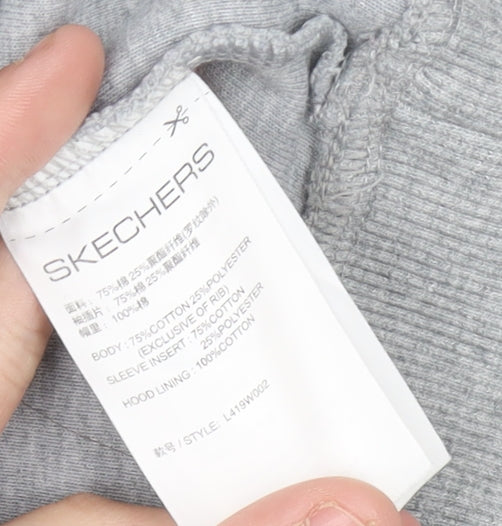 SKECHERS
面料：75%棉 25%聚酯纤维(罗纹除外)
袖插片：75%棉 25%聚酯纤维
帽里：100%棉
BODY : 75%COTTON 25%POLYESTER
(EXCLUSIVE OF RIB)
SLEEVE INSERT : 75%COTTON
25%POLYESTER
HOOD LINING : 100%COTTON
款号 / STYLE: L419W002